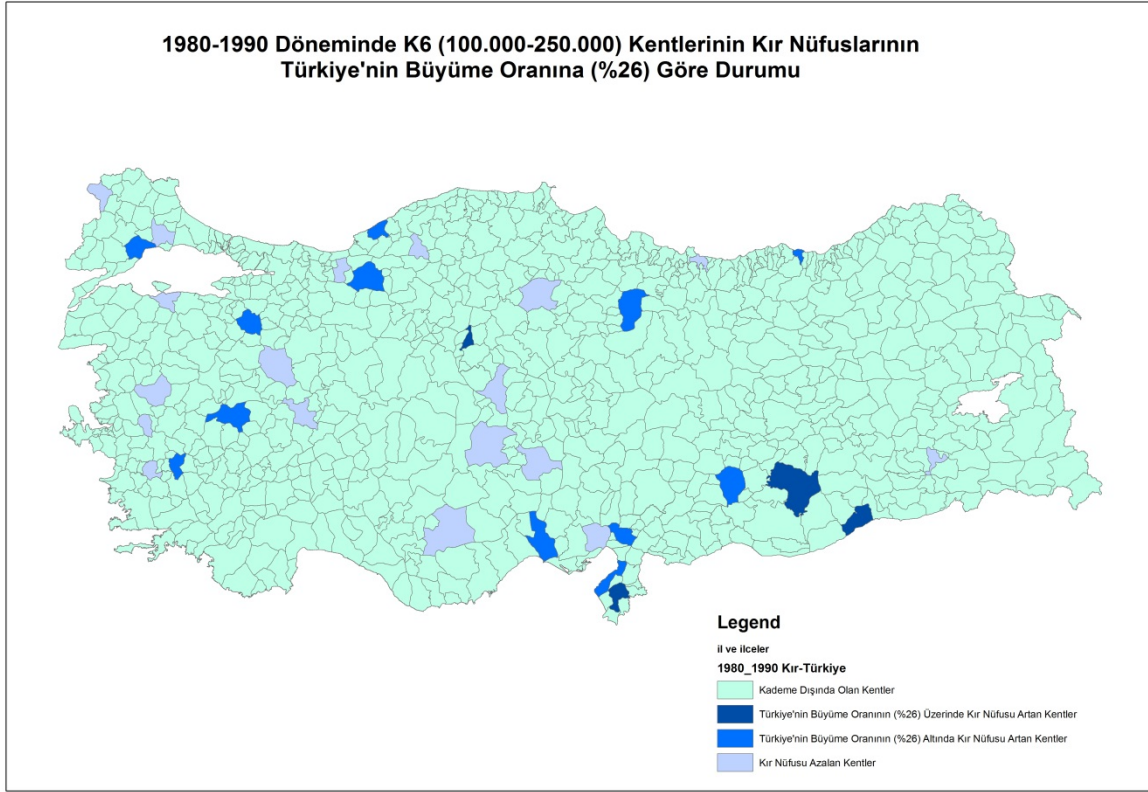 1980-1990 Döneminde K6 (100.000-250.000) Kentlerinin Kır Nüfuslarının
Türkiye'nin Büyüme Oranına (%26) Göre Durumu
Legend
il ve ilceler
1980_1990 Kır-Türkiye
Kademe Dışında Olan Kentler
Türkiye'nin Büyüme Oranının (%26) Üzerinde Kır Nüfusu Artan Kentler
Türkiye'nin Büyüme Oranının (%26) Altında Kır Nüfusu Artan Kentler
Kır Nüfusu Azalan Kentler